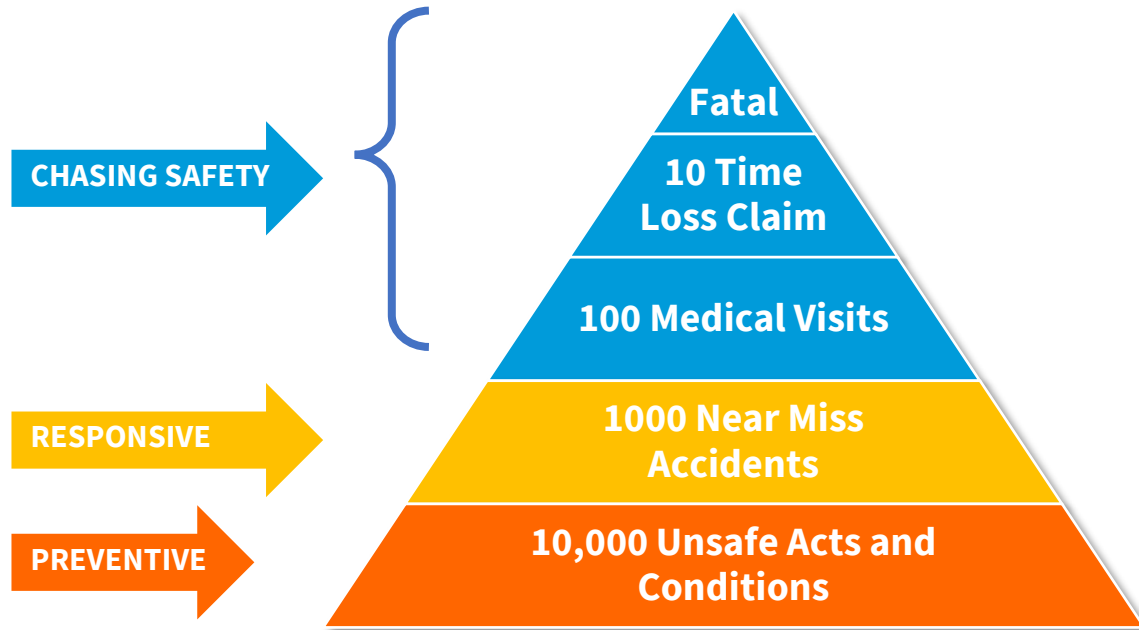 Fatal
CHASING SAFETY
10 Time
Loss Claim
100 Medical Visits
RESPONSIVE
1000 Near Miss
Accidents
PREVENTIVE
10,000 Unsafe Acts and
Conditions